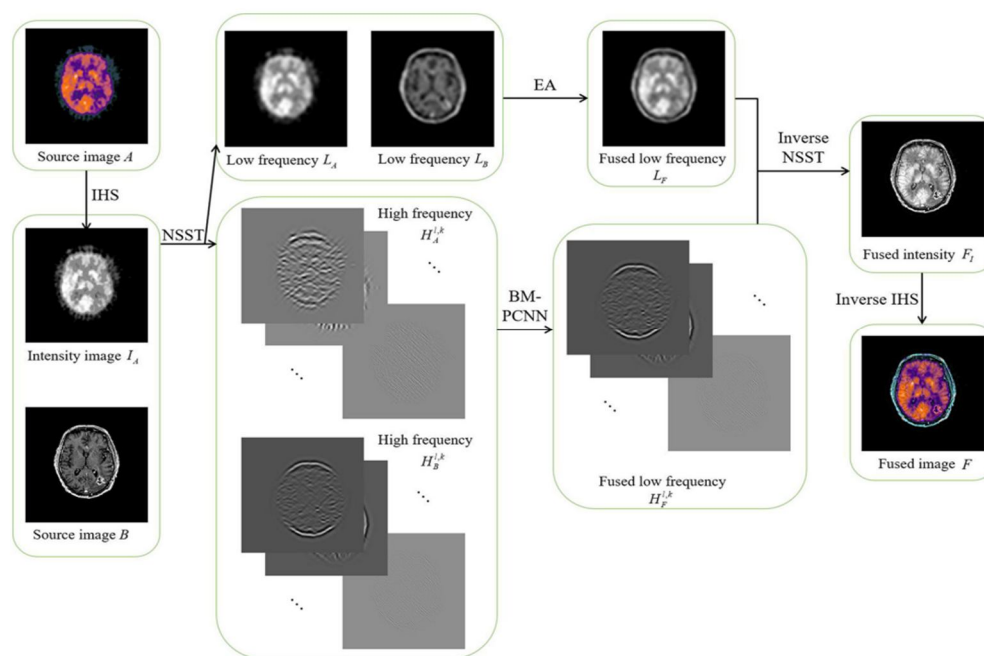 Source image A
IHS
Intensity image I_A
Source image B
NSST
Low frequency L_A
Low frequency L_B
High frequency
H_A^{l,k}
High frequency
H_B^{l,k}
EA
BM-
PCNN
Fused low frequency
L_F
Fused low frequency
H_F^{l,k}
Inverse
NSST
Fused intensity F_I
Inverse IHS
Fused image F